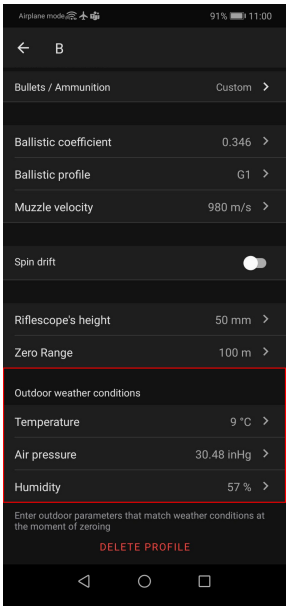 Airplane mode 91% 11:00
B
Bullets / Ammunition Custom
Ballistic coefficient 0.346
Ballistic profile G1
Muzzle velocity 980 m/s
Spin drift
Riflescope's height 50 mm
Zero Range 100 m
Outdoor weather conditions
Temperature 9 °C
Air pressure 30.48 inHg
Humidity 57 %
Enter outdoor parameters that match weather conditions at
the moment of zeroing
DELETE PROFILE